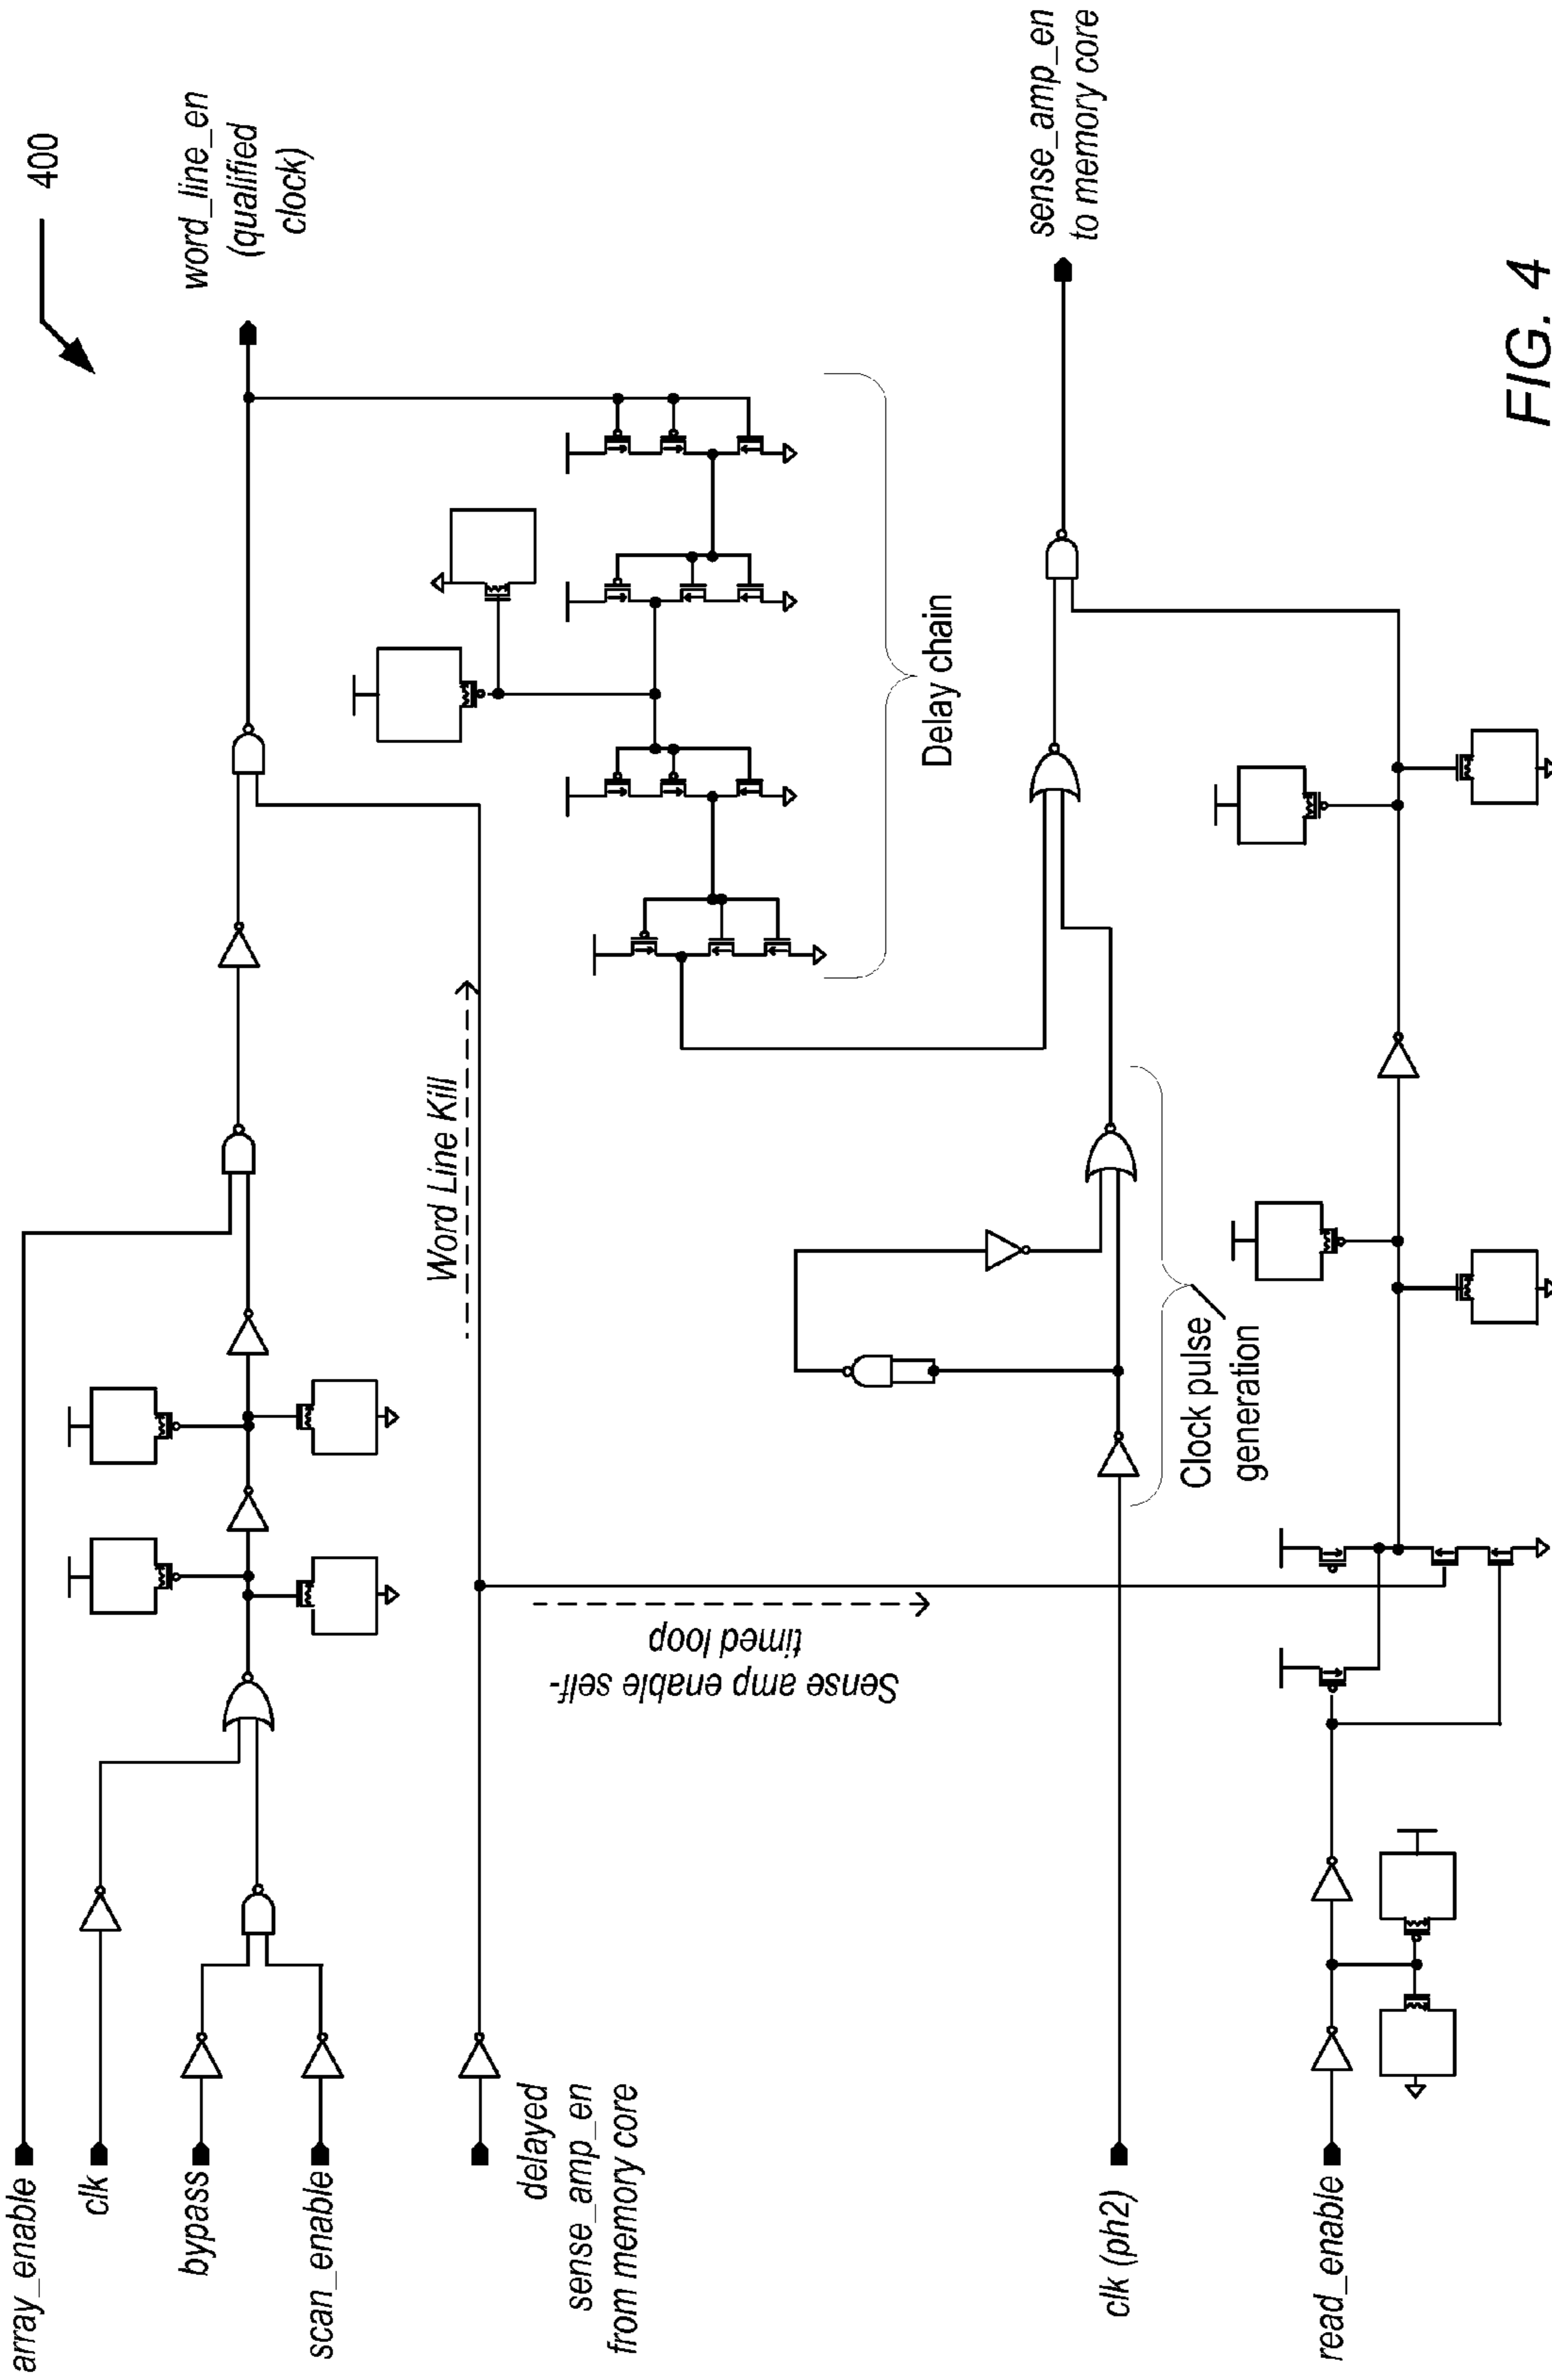 400
array_enable
clk
bypass
scan_enable
delayed
sense_amp_en
from memory core
clk (ph2)
read_enable
Word Line Kill
Sense amp enable self-
timed loop
Clock pulse
generation
Delay chain
word_line_en
(qualified
clock)
sense_amp_en
to memory core
FIG. 4